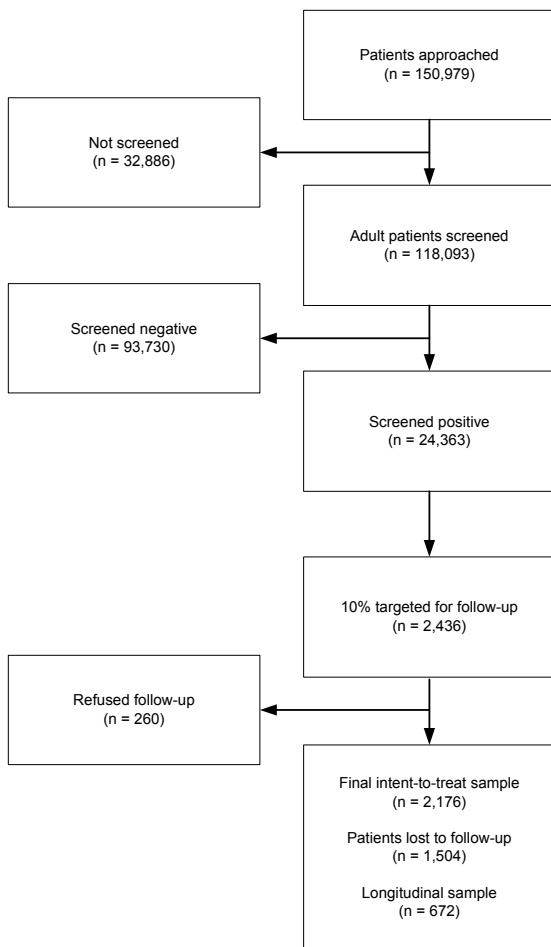 Patients approached
(n = 150,979)
Not screened
(n = 32,886)
Adult patients screened
(n = 118,093)
Screened negative
(n = 93,730)
Screened positive
(n = 24,363)
10% targeted for follow-up
(n = 2,436)
Refused follow-up
(n = 260)
Final intent-to-treat sample
(n = 2,176)
Patients lost to follow-up
(n = 1,504)
Longitudinal sample
(n = 672)